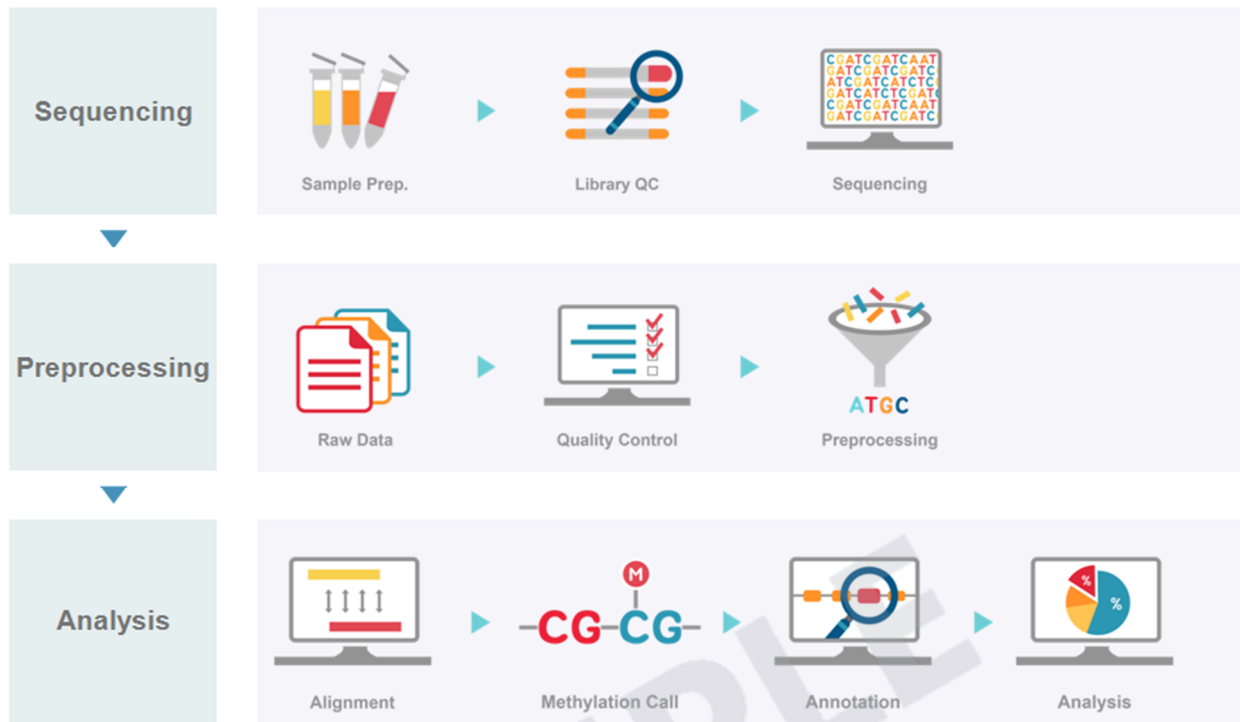 Sequencing
CGATCGATCAAT
GATCGATCGATC
ATCGATCATCTC
GATCATCTCGAT
CGATCGATCAAT
GATCGATCGATC
Sample Prep.
Library QC
Sequencing
Preprocessing
ATGC
Raw Data
Quality Control
Preprocessing
Analysis
M
CG CG
%
%
Alignment
Methylation Call
Annotation
Analysis